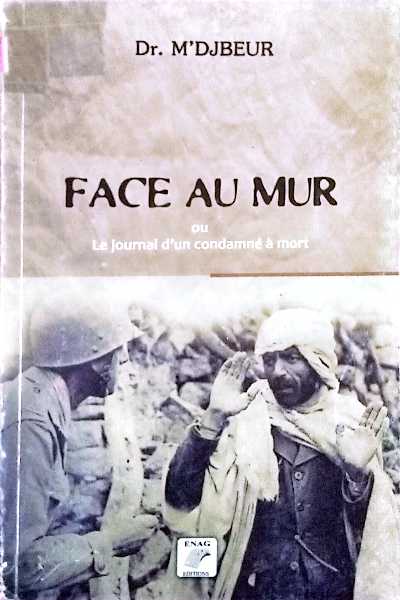 Dr. M'DJBEUR
FACE AU MUR
ou
Le Journal d'un condamné à mort
ENAG
EDITIONS